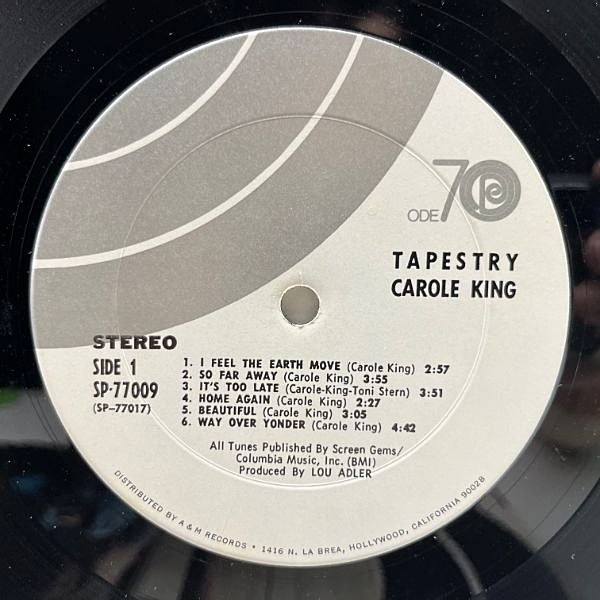 ODE 70
TAPESTRY
CAROLE KING
STEREO
SIDE 1
SP-77009
(SP-77017)
1. I FEEL THE EARTH MOVE (Carole King) 2:57
2. SO FAR AWAY (Carole King) 3:55
3. IT'S TOO LATE (Carole-King-Toni Stern) 3:51
4. HOME AGAIN (Carole King) 2:27
5. BEAUTIFUL (Carole King) 3:05
6. WAY OVER YONDER (Carole King) 4:42
All Tunes Published By Screen Gems/
Columbia Music, Inc. (BMI)
Produced By LOU ADLER
DISTRIBUTED BY A & M RECORDS • 1416 N. LA BREA, HOLLYWOOD, CALIFORNIA 90028